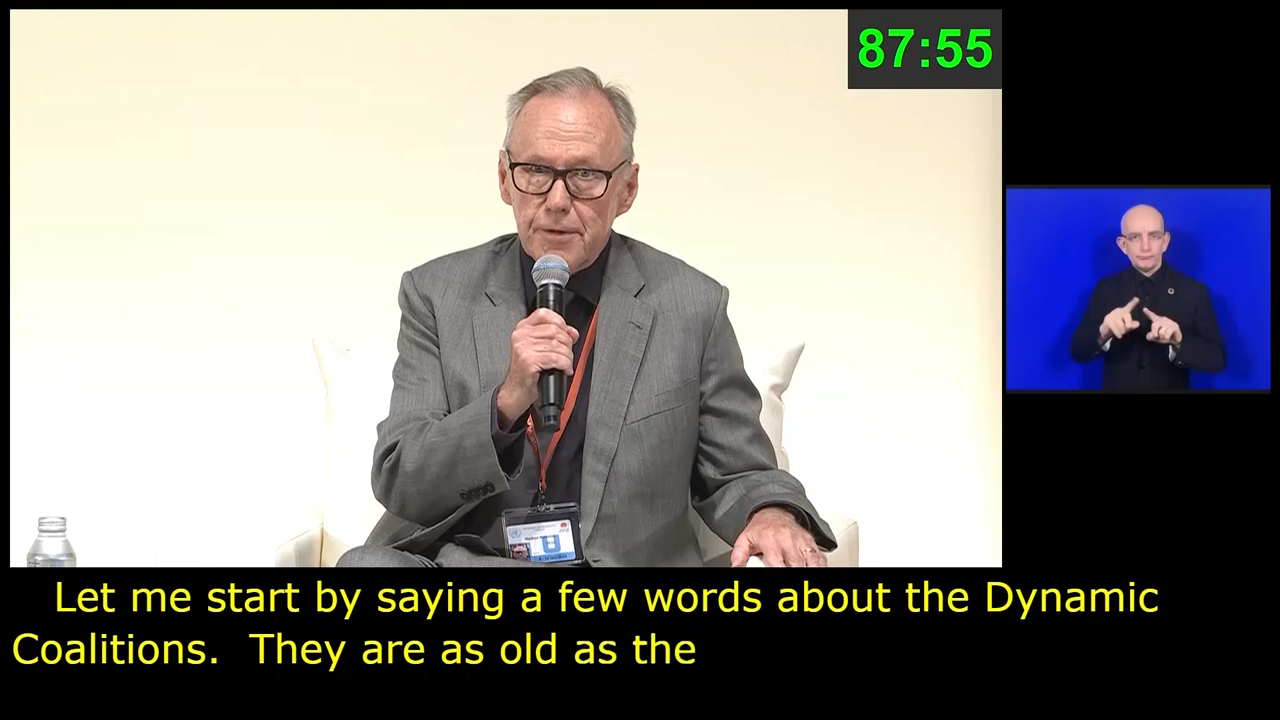 87:55
Let me start by saying a few words about the Dynamic
Coalitions.  They are as old as the